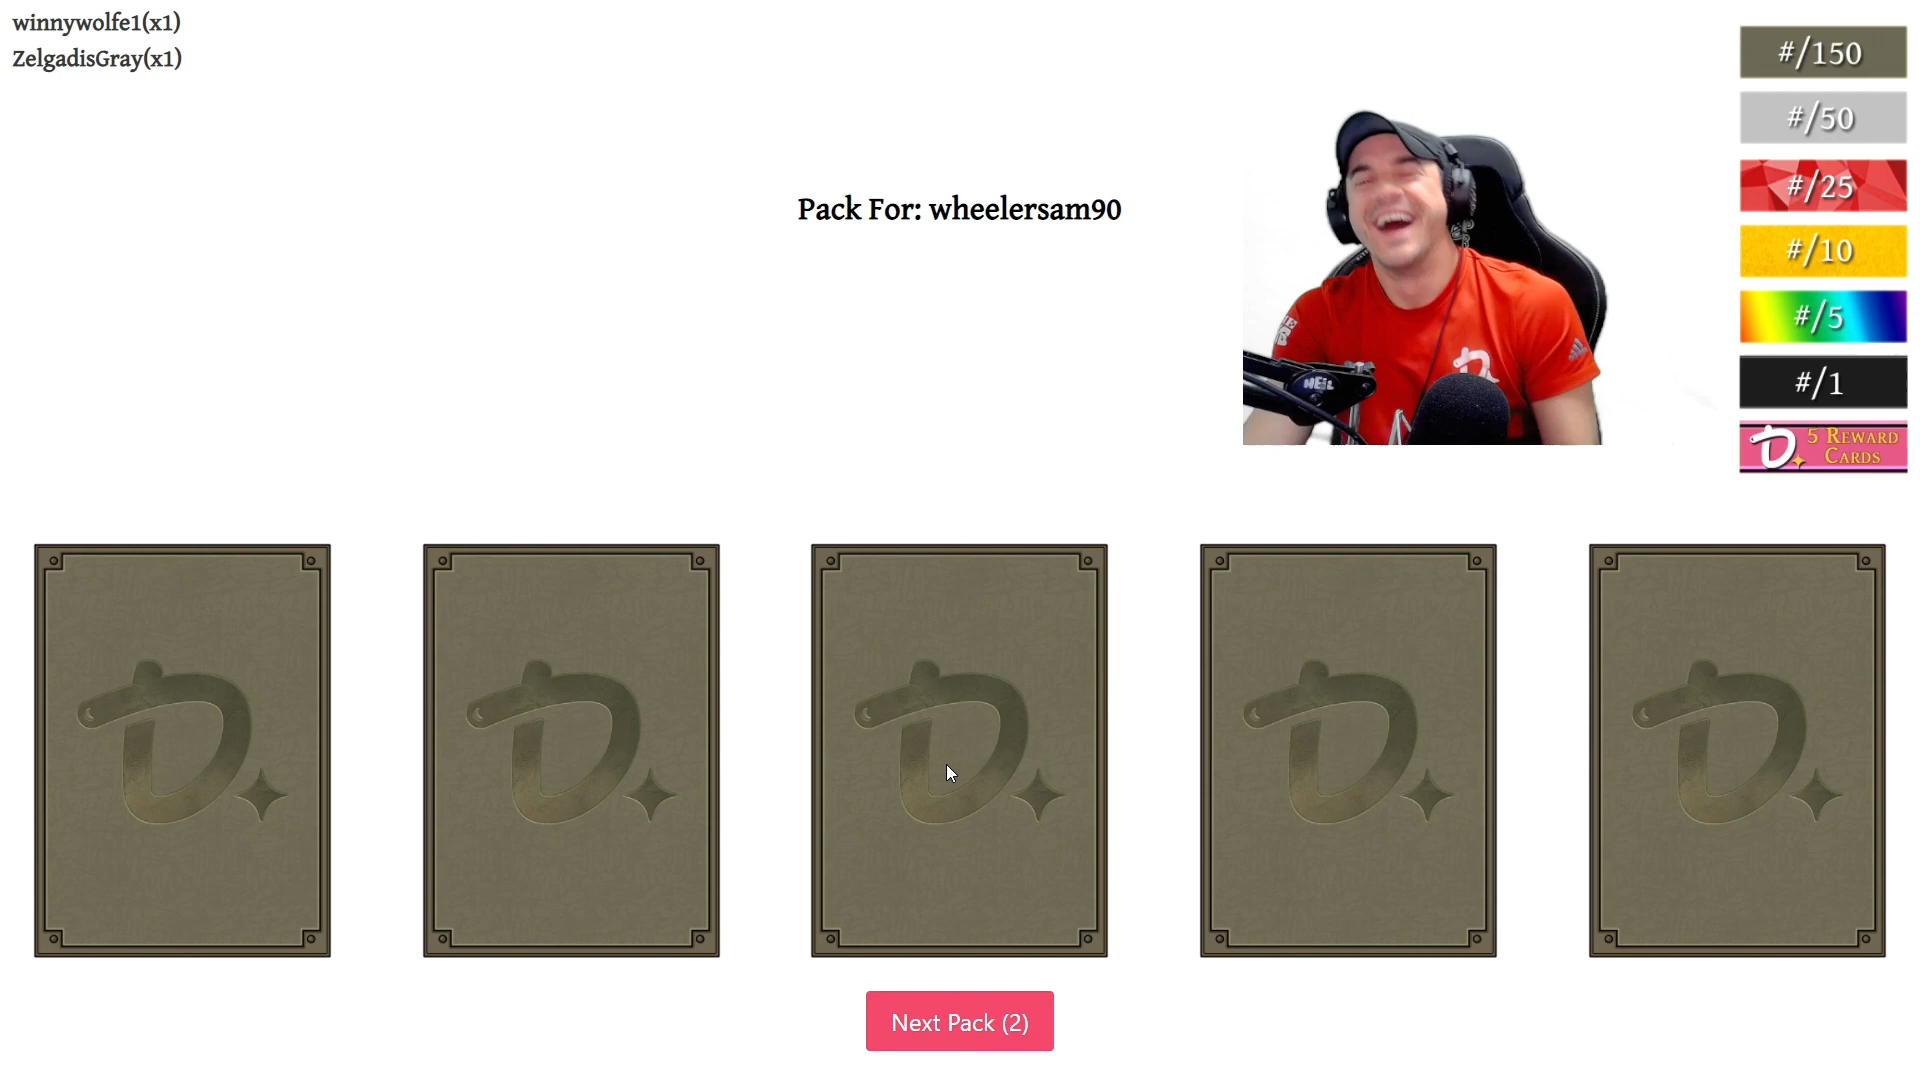 winnywolfe1(x1)
ZelgadisGray(x1)
Pack For: wheelersam90
#/150
#/50
#/25
#/10
#/5
#/1
5 Reward
Cards
HEIL
Next Pack (2)